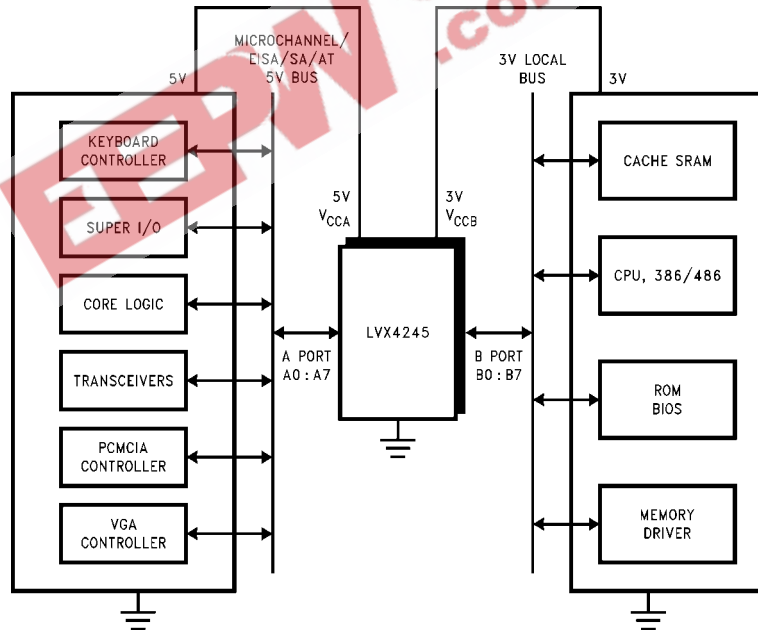 MICROCHANNEL/
EISA/SA/AT
5V BUS
5V
3V LOCAL
BUS
3V
KEYBOARD
CONTROLLER
SUPER I/O
CORE LOGIC
TRANSCEIVERS
PCMCIA
CONTROLLER
VGA
CONTROLLER
5V
VCCA
3V
VCCB
LVX4245
A PORT
A0:A7
B PORT
B0:B7
CACHE SRAM
CPU, 386/486
ROM
BIOS
MEMORY
DRIVER
EEPW
.com